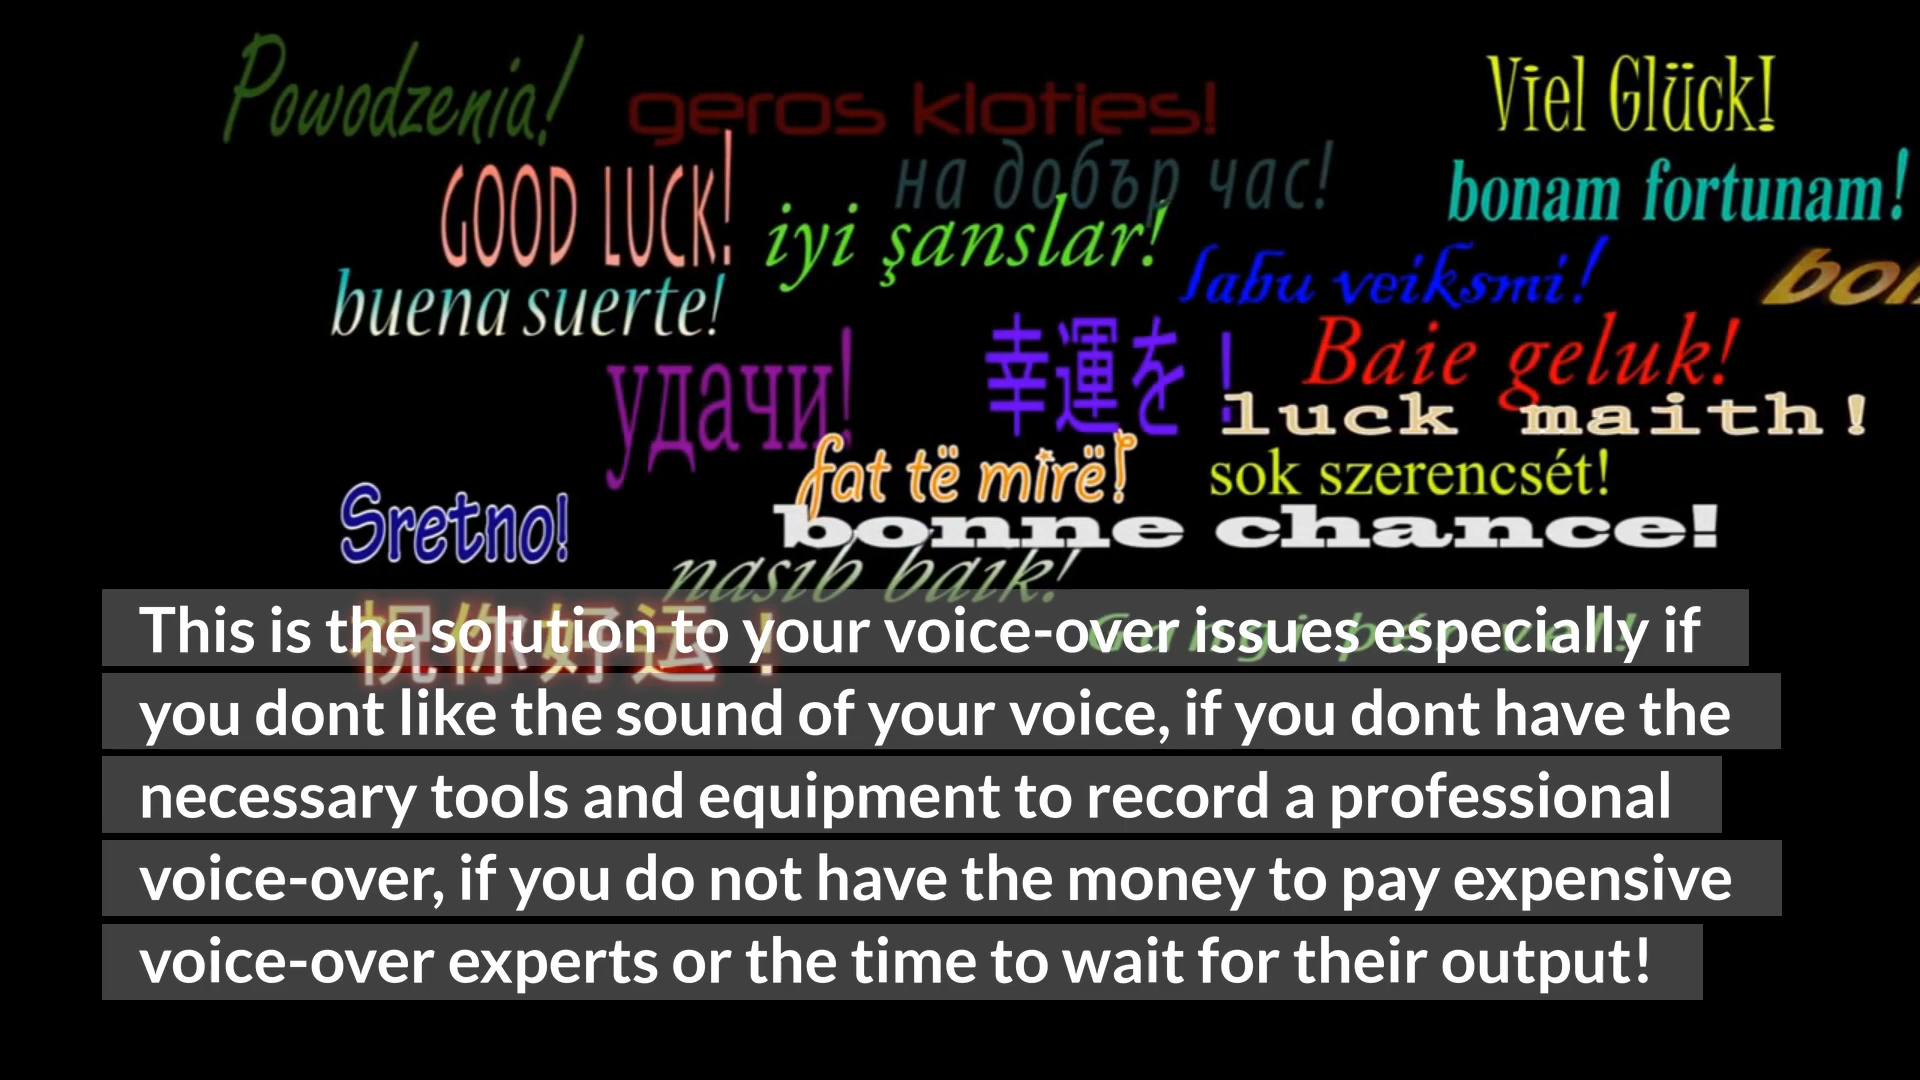 Powodzenia!
geros kloties!
Viel Glück!
GOOD LUCK!
на добър час!
bonam fortunam!
iyi şanslar!
labu veiksmi!
buena suerte!
удачи!
幸運を!
Baie geluk!
luck maith!
fat të mirë!
sok szerencsét!
Sretno!
bonne chance!
nasib baik!
祝你好运!
This is the solution to your voice-over issues especially if
you dont like the sound of your voice, if you dont have the
necessary tools and equipment to record a professional
voice-over, if you do not have the money to pay expensive
voice-over experts or the time to wait for their output!